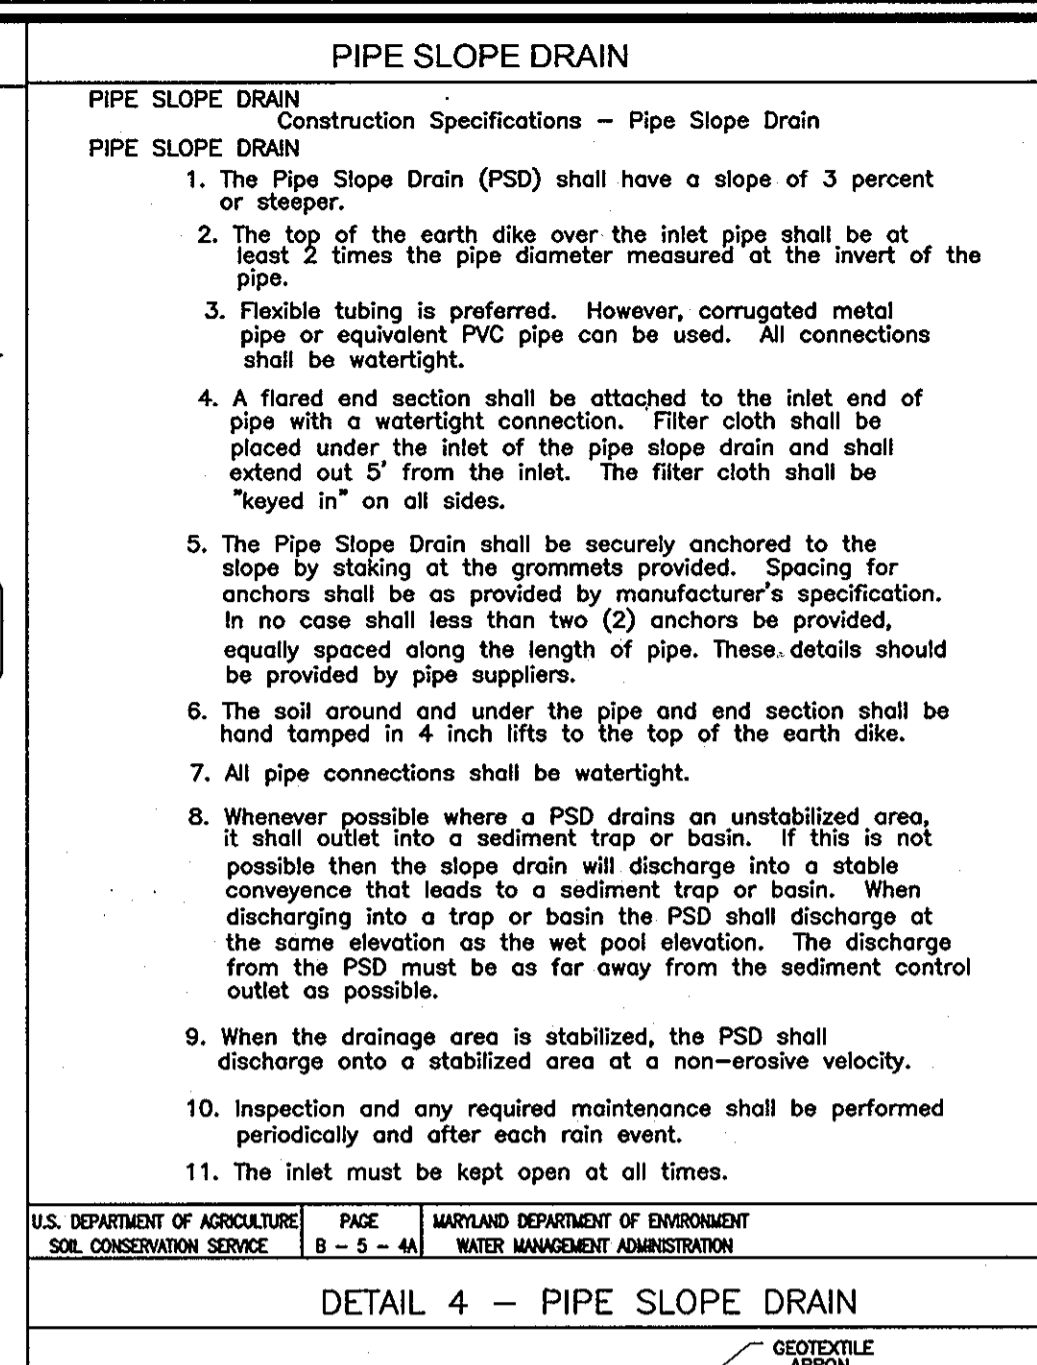 PIPE SLOPE DRAIN
PIPE SLOPE DRAIN
Construction Specifications – Pipe Slope Drain
PIPE SLOPE DRAIN
1. The Pipe Slope Drain (PSD) shall have a slope of 3 percent
or steeper.
2. The top of the earth dike over the inlet pipe shall be at
least 2 times the pipe diameter measured at the invert of the
pipe.
3. Flexible tubing is preferred. However, corrugated metal
pipe or equivalent PVC pipe can be used. All connections
shall be watertight.
4. A flared end section shall be attached to the inlet end of
pipe with a watertight connection. Filter cloth shall be
placed under the inlet of the pipe slope drain and shall
extend out 5' from the inlet. The filter cloth shall be
"keyed in" on all sides.
5. The Pipe Slope Drain shall be securely anchored to the
slope by staking at the grommets provided. Spacing for
anchors shall be as provided by manufacturer's specification.
In no case shall less than two (2) anchors be provided,
equally spaced along the length of pipe. These details should
be provided by pipe suppliers.
6. The soil around and under the pipe and end section shall be
hand tamped in 4 inch lifts to the top of the earth dike.
7. All pipe connections shall be watertight.
8. Whenever possible where a PSD drains an unstabilized area,
it shall outlet into a sediment trap or basin. If this is not
possible then the slope drain will discharge into a stable
conveyence that leads to a sediment trap or basin. When
discharging into a trap or basin the PSD shall discharge at
the same elevation as the wet pool elevation. The discharge
from the PSD must be as far away from the sediment control
outlet as possible.
9. When the drainage area is stabilized, the PSD shall
discharge onto a stabilized area at a non-erosive velocity.
10. Inspection and any required maintenance shall be performed
periodically and after each rain event.
11. The inlet must be kept open at all times.
U.S. DEPARTMENT OF AGRICULTURE
SOIL CONSERVATION SERVICE
PAGE
B - 5 - 4A
MARYLAND DEPARTMENT OF ENVIRONMENT
WATER MANAGEMENT ADMINISTRATION
DETAIL 4 – PIPE SLOPE DRAIN
GEOTEXTILE